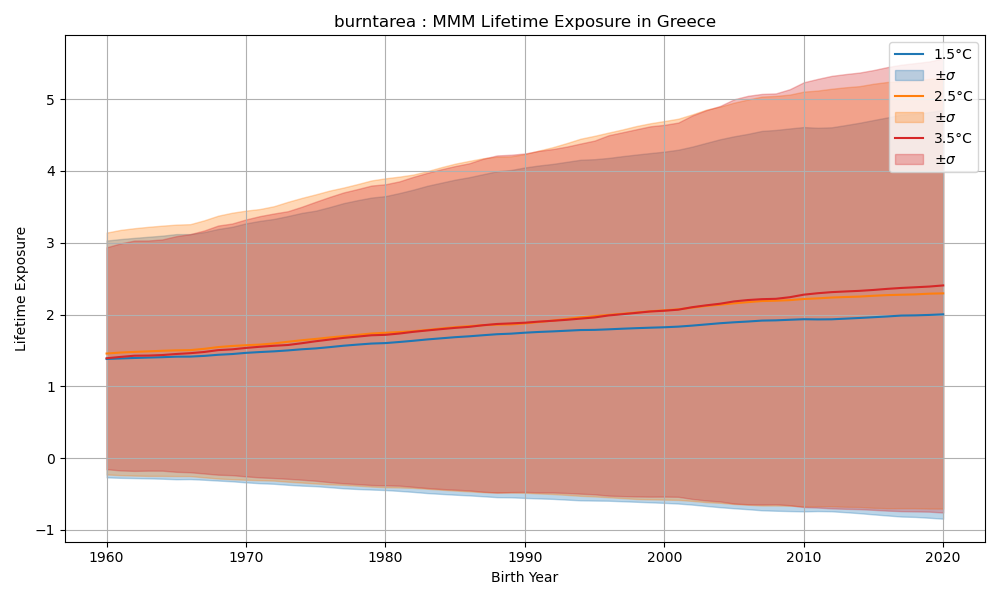 burntarea : MMM Lifetime Exposure in Greece
1.5°C
±σ
2.5°C
±σ
3.5°C
±σ
Lifetime Exposure
5
4
3
2
1
0
−1
1960 1970 1980 1990 2000 2010 2020
Birth Year